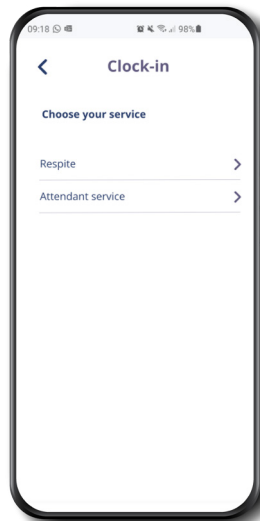 09:18 98%
Clock-in
Choose your service
Respite
Attendant service